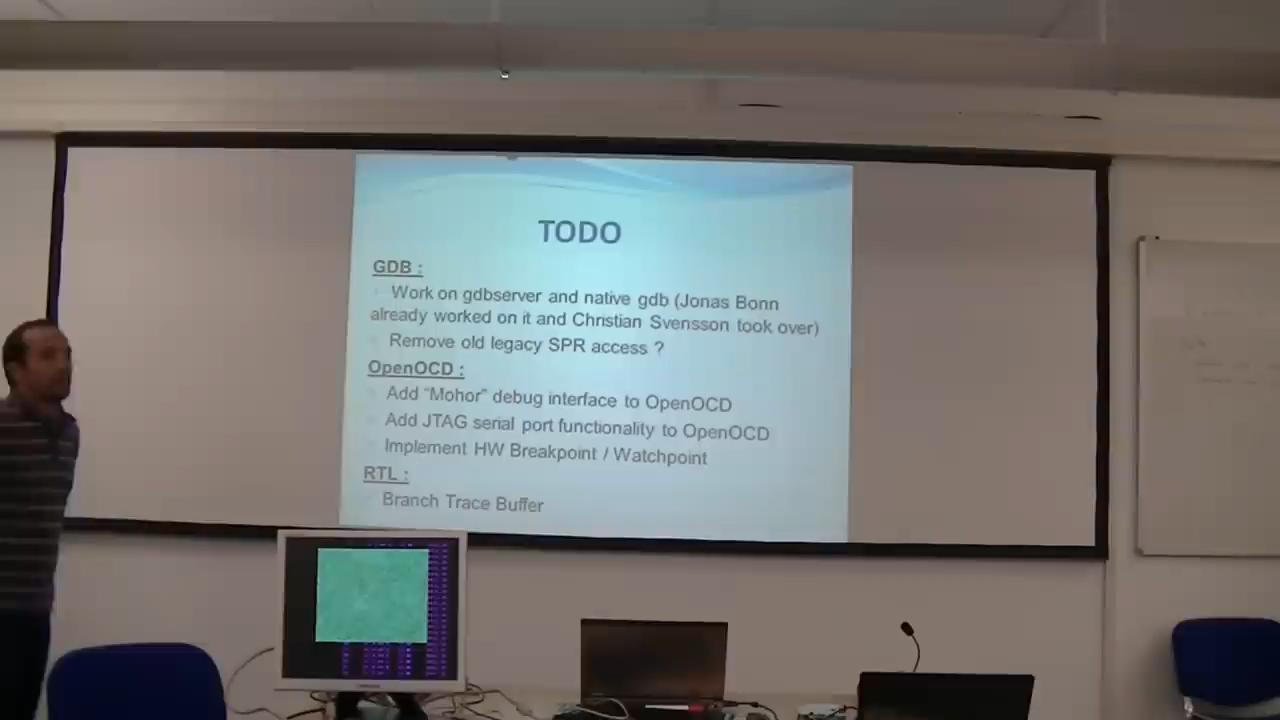 TODO
GDB :
Work on gdbserver and native gdb (Jonas Bonn
already worked on it and Christian Svensson took over)
Remove old legacy SPR access ?
OpenOCD :
Add “Mohor” debug interface to OpenOCD
Add JTAG serial port functionality to OpenOCD
Implement HW Breakpoint / Watchpoint
RTL :
Branch Trace Buffer